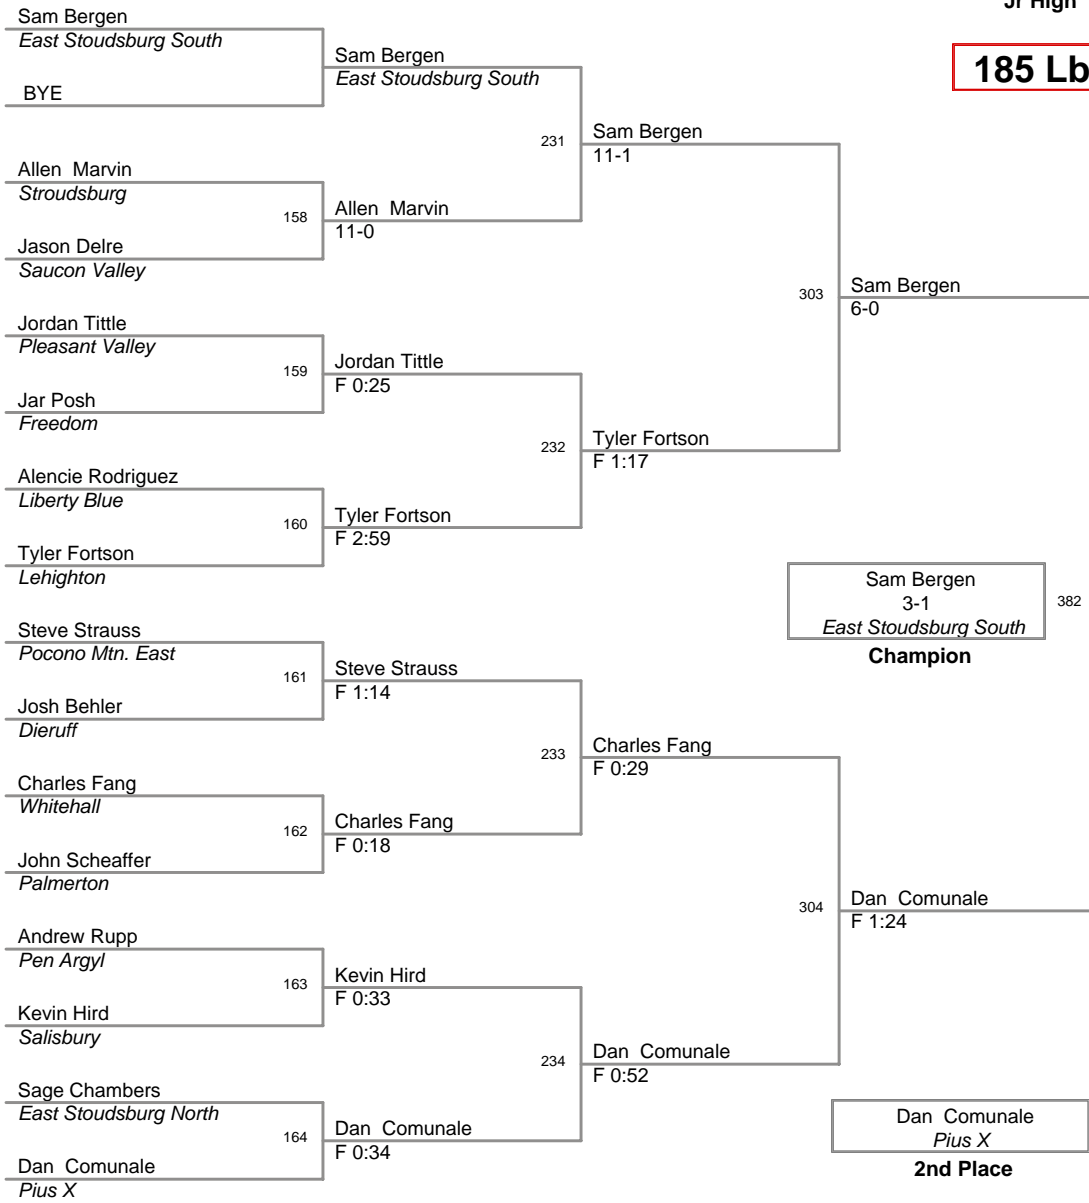 Jr High
185 Lb
Sam Bergen
East Stoudsburg South
BYE
Allen Marvin
Stroudsburg
Jason Delre
Saucon Valley
Jordan Tittle
Pleasant Valley
Jar Posh
Freedom
Alencie Rodriguez
Liberty Blue
Tyler Fortson
Lehighton
Steve Strauss
Pocono Mtn. East
Josh Behler
Dieruff
Charles Fang
Whitehall
John Scheaffer
Palmerton
Andrew Rupp
Pen Argyl
Kevin Hird
Salisbury
Sage Chambers
East Stoudsburg North
Dan Comunale
Pius X
Sam Bergen
East Stoudsburg South
158
Allen Marvin
11-0
159
Jordan Tittle
F 0:25
160
Tyler Fortson
F 2:59
161
Steve Strauss
F 1:14
162
Charles Fang
F 0:18
163
Kevin Hird
F 0:33
164
Dan Comunale
F 0:34
231
Sam Bergen
11-1
232
Tyler Fortson
F 1:17
233
Charles Fang
F 0:29
234
Dan Comunale
F 0:52
303
Sam Bergen
6-0
304
Dan Comunale
F 1:24
Sam Bergen
3-1
East Stoudsburg South
382
Champion
Dan Comunale
Pius X
2nd Place